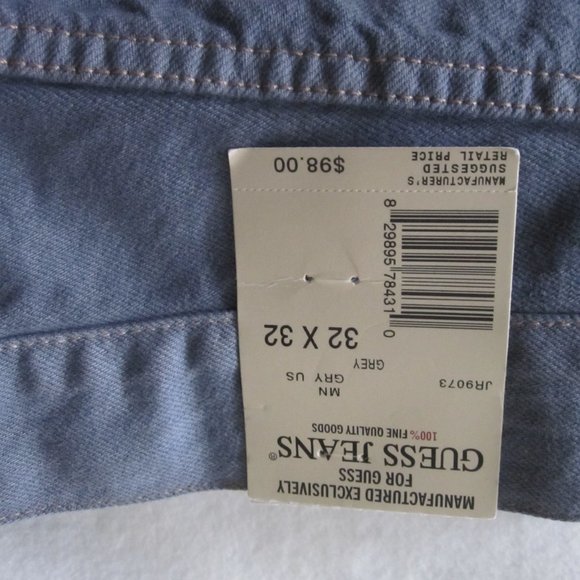 MANUFACTURED EXCLUSIVELY
FOR GUESS
GUESS JEANS®
100% FINE QUALITY GOODS
MN
GRY US
JR9073
GREY
32 X 32
8 29895 78431 0
$98.00
MANUFACTURER'S
SUGGESTED
RETAIL PRICE